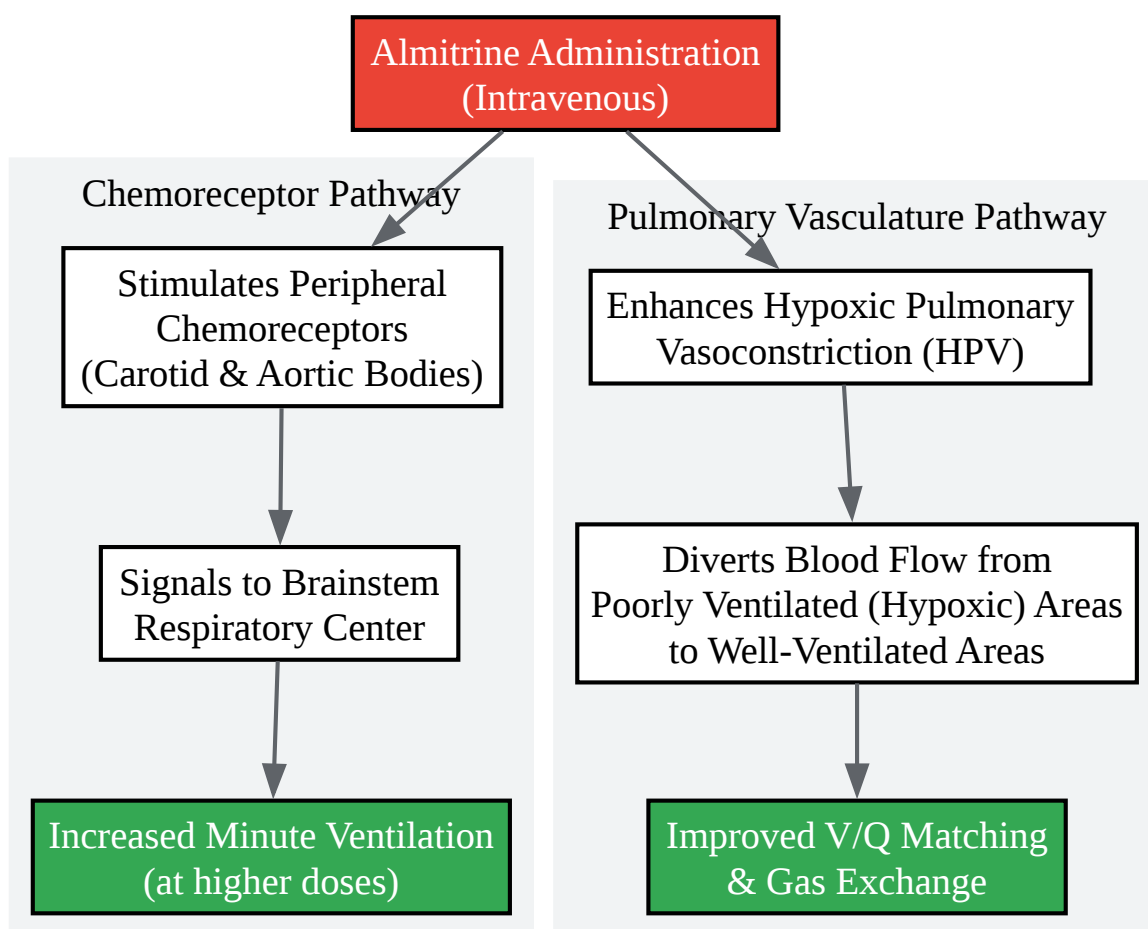 Almitrine Administration
(Intravenous)
Chemoreceptor Pathway
Stimulates Peripheral
Chemoreceptors
(Carotid & Aortic Bodies)
Signals to Brainstem
Respiratory Center
Increased Minute Ventilation
(at higher doses)
Pulmonary Vasculature Pathway
Enhances Hypoxic Pulmonary
Vasoconstriction (HPV)
Diverts Blood Flow from
Poorly Ventilated (Hypoxic) Areas
to Well-Ventilated Areas
Improved V/Q Matching
& Gas Exchange